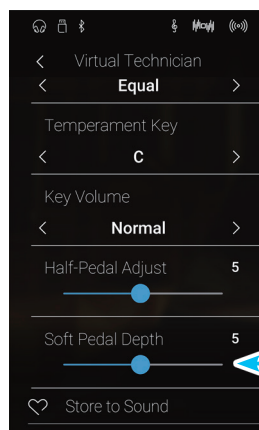 Virtual Technician
Equal
Temperament Key
C
Key Volume
Normal
Half-Pedal Adjust 5
Soft Pedal Depth 5
Store to Sound